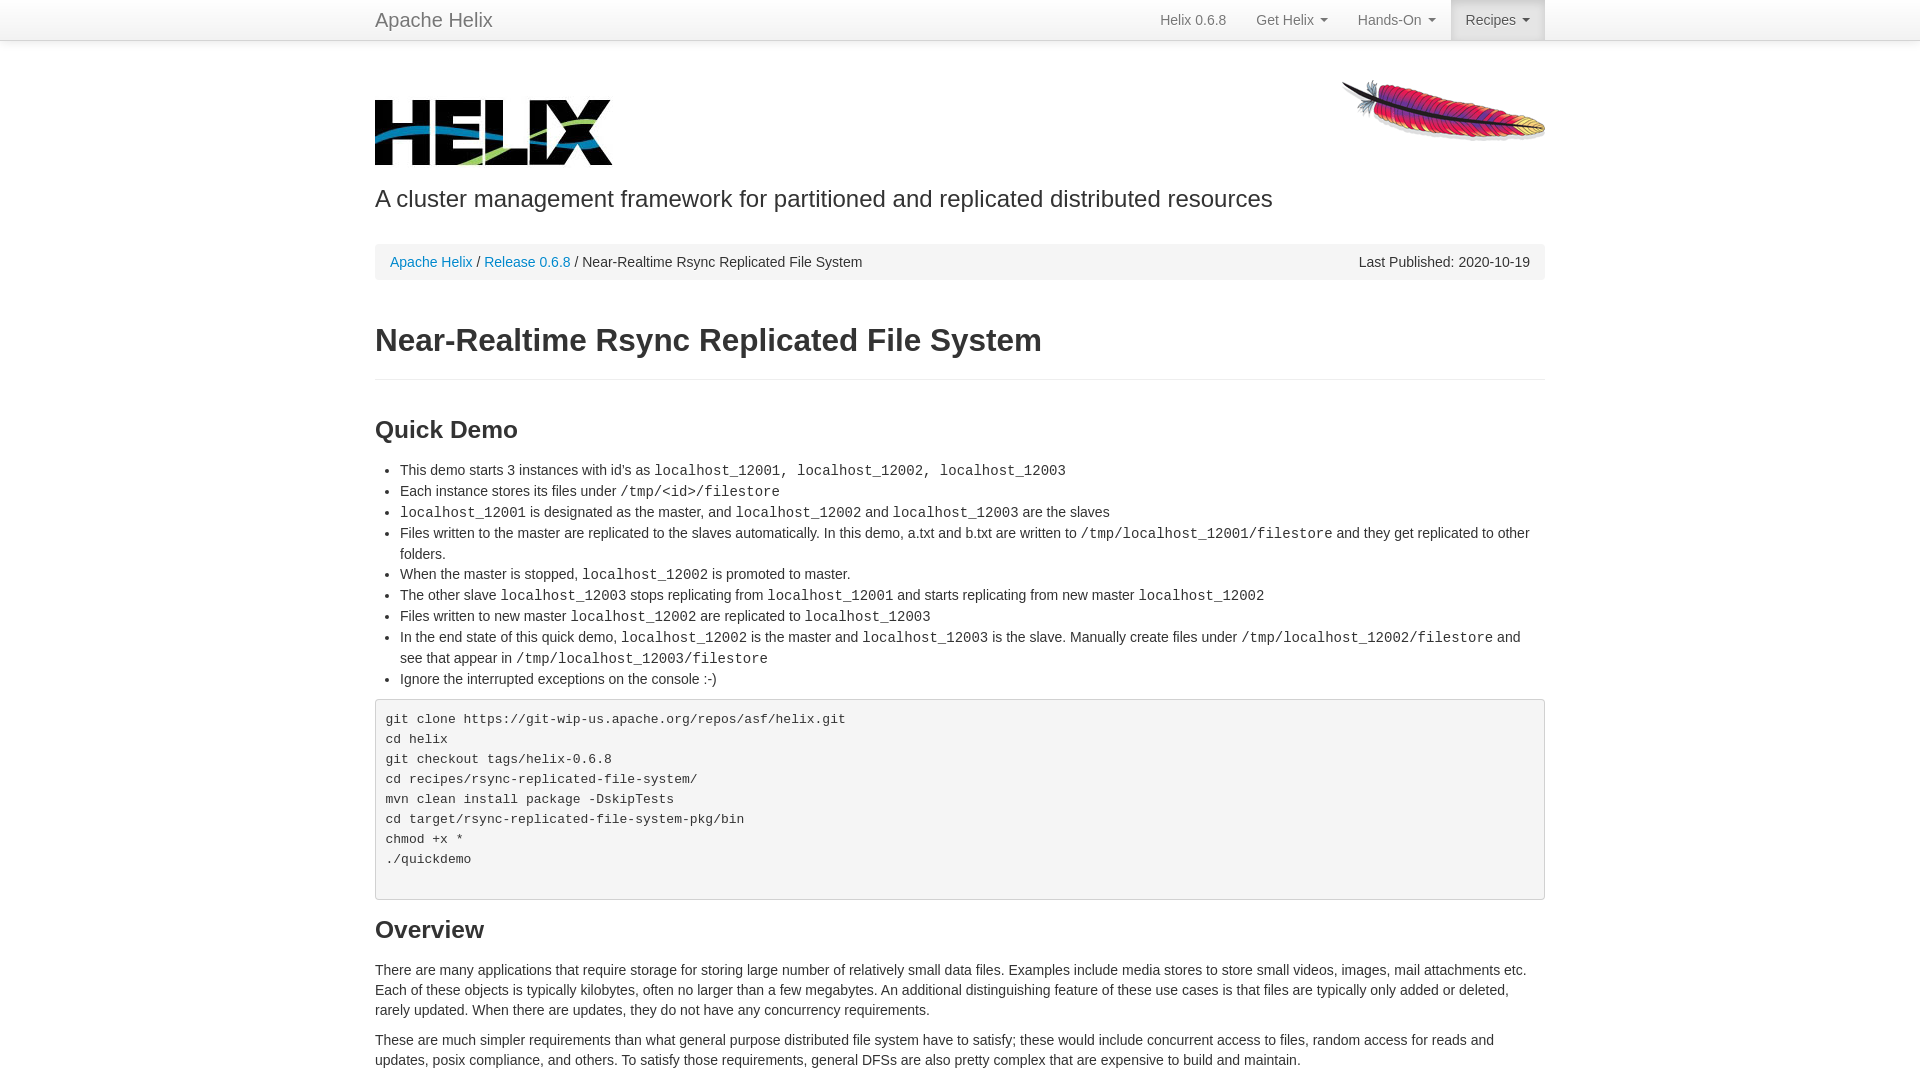 Apache Helix
Helix 0.6.8
Get Helix
Hands-On
Recipes
HELIX
A cluster management framework for partitioned and replicated distributed resources
Apache Helix / Release 0.6.8 / Near-Realtime Rsync Replicated File System
Last Published: 2020-10-19
Near-Realtime Rsync Replicated File System
Quick Demo
• This demo starts 3 instances with id's as localhost_12001, localhost_12002, localhost_12003
• Each instance stores its files under /tmp/<id>/filestore
• localhost_12001 is designated as the master, and localhost_12002 and localhost_12003 are the slaves
• Files written to the master are replicated to the slaves automatically. In this demo, a.txt and b.txt are written to /tmp/localhost_12001/filestore and they get replicated to other
folders.
• When the master is stopped, localhost_12002 is promoted to master.
• The other slave localhost_12003 stops replicating from localhost_12001 and starts replicating from new master localhost_12002
• Files written to new master localhost_12002 are replicated to localhost_12003
• In the end state of this quick demo, localhost_12002 is the master and localhost_12003 is the slave. Manually create files under /tmp/localhost_12002/filestore and
see that appear in /tmp/localhost_12003/filestore
• Ignore the interrupted exceptions on the console :-)
git clone https://git-wip-us.apache.org/repos/asf/helix.git
cd helix
git checkout tags/helix-0.6.8
cd recipes/rsync-replicated-file-system/
mvn clean install package -DskipTests
cd target/rsync-replicated-file-system-pkg/bin
chmod +x *
./quickdemo
Overview
There are many applications that require storage for storing large number of relatively small data files. Examples include media stores to store small videos, images, mail attachments etc.
Each of these objects is typically kilobytes, often no larger than a few megabytes. An additional distinguishing feature of these use cases is that files are typically only added or deleted,
rarely updated. When there are updates, they do not have any concurrency requirements.
These are much simpler requirements than what general purpose distributed file system have to satisfy; these would include concurrent access to files, random access for reads and
updates, posix compliance, and others. To satisfy those requirements, general DFSs are also pretty complex that are expensive to build and maintain.